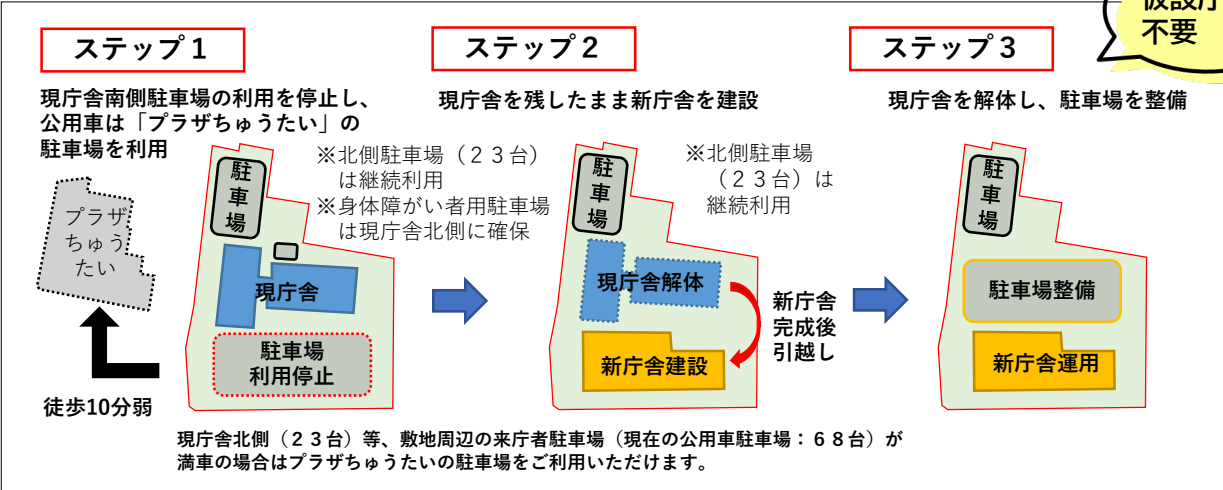 仮設庁
不要
ステップ１
現庁舎南側駐車場の利用を停止し、
公用車は「プラザちゅうたい」の
駐車場を利用
プラザ
ちゅう
たい
徒歩10分弱
駐
車
場
※北側駐車場（２３台）
は継続利用
※身体障がい者用駐車場
は現庁舎北側に確保
現庁舎
駐車場
利用停止
ステップ２
現庁舎を残したまま新庁舎を建設
駐
車
場
※北側駐車場
（２３台）は
継続利用
現庁舎解体
新庁舎建設
新庁舎
完成後
引越し
ステップ３
現庁舎を解体し、駐車場を整備
駐
車
場
駐車場整備
新庁舎運用
現庁舎北側（２３台）等、敷地周辺の来庁者駐車場（現在の公用車駐車場：６８台）が
満車の場合はプラザちゅうたいの駐車場をご利用いただけます。